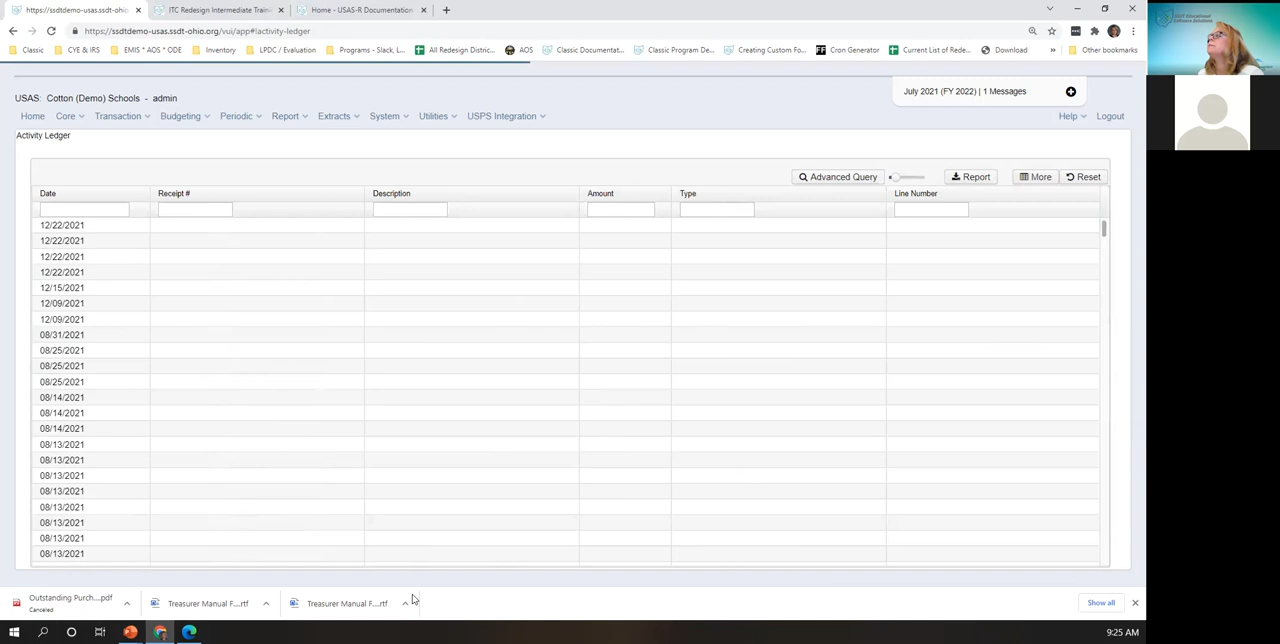 https://ssdtdemo-usas.ssdt-ohio
ITC Redesign Intermediate Traini
Home - USAS-R Documentation
https://ssdtdemo-usas.ssdt-ohio.org/vui/app#!activity-ledger
Classic
CYE & IRS
EMIS * AOS * ODE
Inventory
LPDC / Evaluation
Programs - Slack, I...
All Redesign District...
AOS
Classic Documentat...
Classic Program De...
Creating Custom Fo...
Cron Generator
Current List of Rede...
Download
»
Other bookmarks
USAS: Cotton (Demo) Schools - admin
July 2021 (FY 2022) | 1 Messages
Home
Core
Transaction
Budgeting
Periodic
Report
Extracts
System
Utilities
USPS Integration
Help
Logout
Activity Ledger
Advanced Query
Report
More
Reset
Date
Receipt #
Description
Amount
Type
Line Number
12/22/2021
12/22/2021
12/22/2021
12/22/2021
12/15/2021
12/09/2021
12/09/2021
08/31/2021
08/25/2021
08/25/2021
08/25/2021
08/14/2021
08/14/2021
08/14/2021
08/13/2021
08/13/2021
08/13/2021
08/13/2021
08/13/2021
08/13/2021
08/13/2021
08/13/2021
Outstanding Purch....pdf
Canceled
Treasurer Manual F....rtf
Treasurer Manual F....rtf
Show all
9:25 AM